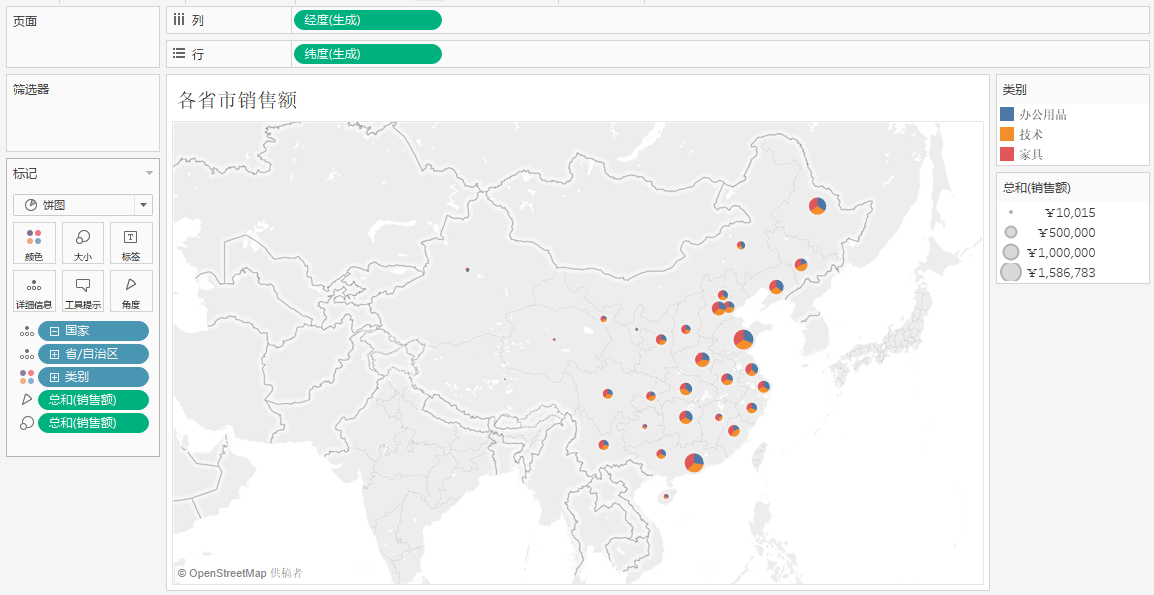 页面
列
经度(生成)
行
纬度(生成)
筛选器
标记
饼图
颜色
大小
标签
详细信息
工具提示
角度
国家
省/自治区
类别
总和(销售额)
总和(销售额)
各省市销售额
© OpenStreetMap 供稿者
类别
办公用品
技术
家具
总和(销售额)
¥10,015
¥500,000
¥1,000,000
¥1,586,783